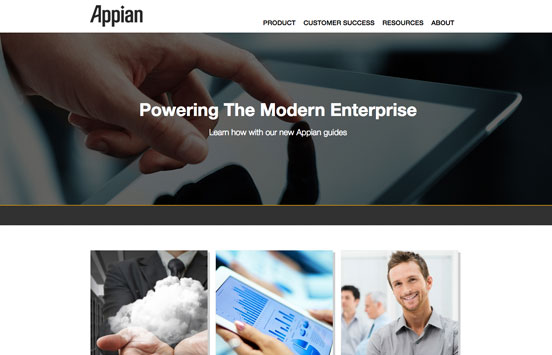 Appian
PRODUCT CUSTOMER SUCCESS RESOURCES ABOUT
Powering The Modern Enterprise
Learn how with our new Appian guides